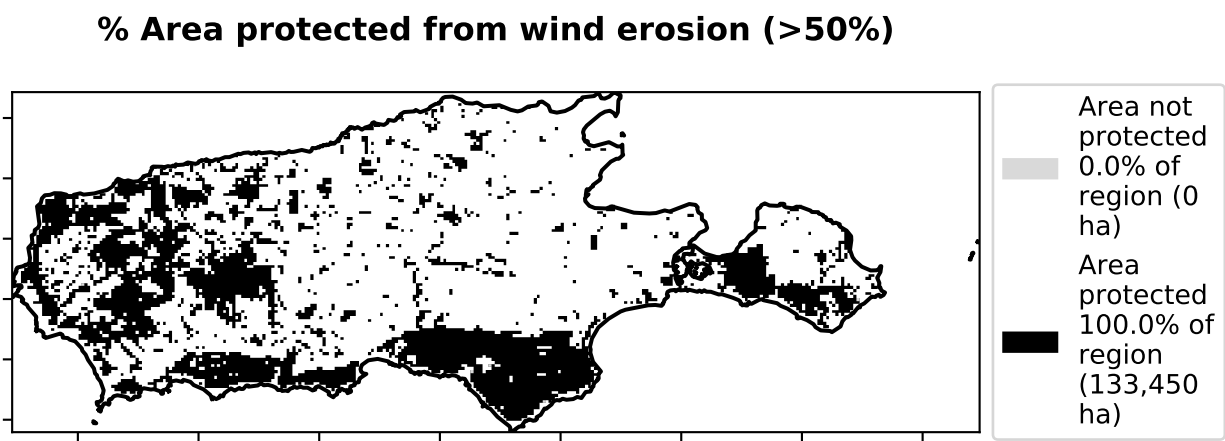 % Area protected from wind erosion (>50%)
Area not
protected
0.0% of
region (0
ha)
Area
protected
100.0% of
region
(133,450
ha)